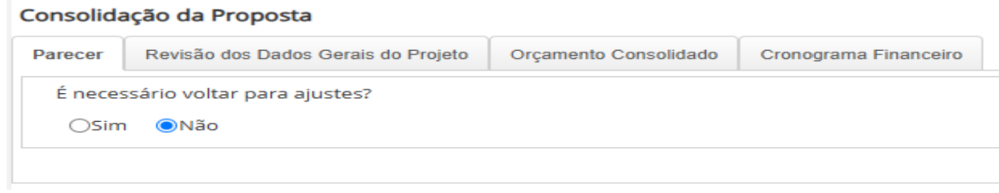 Consolidação da Proposta
Parecer Revisão dos Dados Gerais do Projeto Orçamento Consolidado Cronograma Financeiro
É necessário voltar para ajustes?
Sim Não